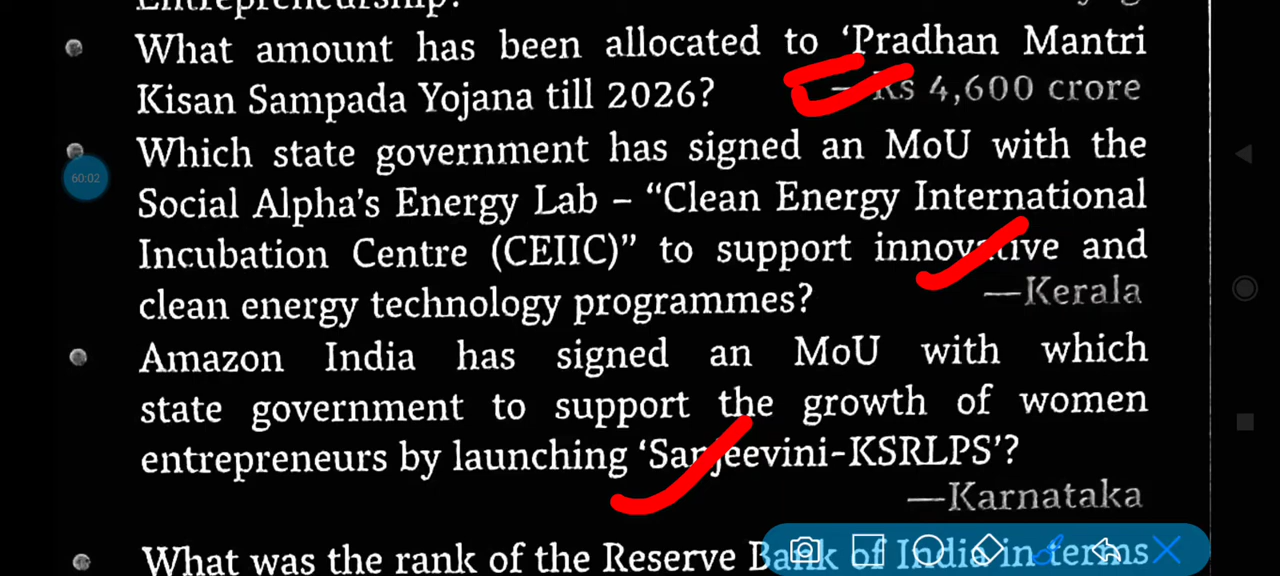 Entrepreneurship?
What amount has been allocated to ‘Pradhan Mantri
Kisan Sampada Yojana till 2026? —Rs 4,600 crore
Which state government has signed an MoU with the
60:02
Social Alpha’s Energy Lab – “Clean Energy International
Incubation Centre (CEIIC)” to support innovative and
clean energy technology programmes? —Kerala
Amazon India has signed an MoU with which
state government to support the growth of women
entrepreneurs by launching ‘Sanjeevini-KSRLPS’?
—Karnataka
What was the rank of the Reserve Bank of India in terms